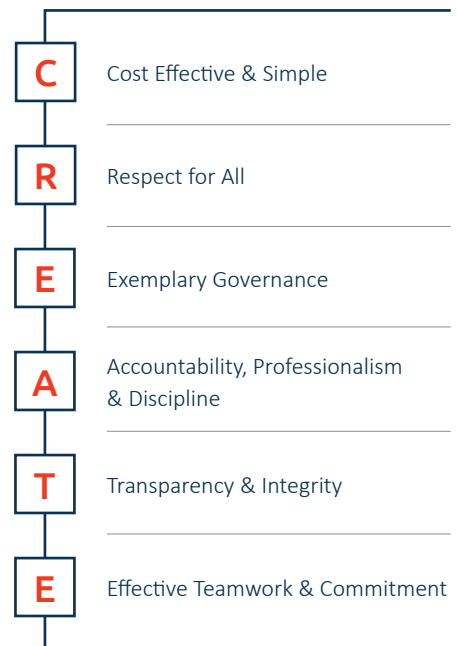 C
Cost Effective & Simple
R
Respect for All
E
Exemplary Governance
A
Accountability, Professionalism
& Discipline
T
Transparency & Integrity
E
Effective Teamwork & Commitment